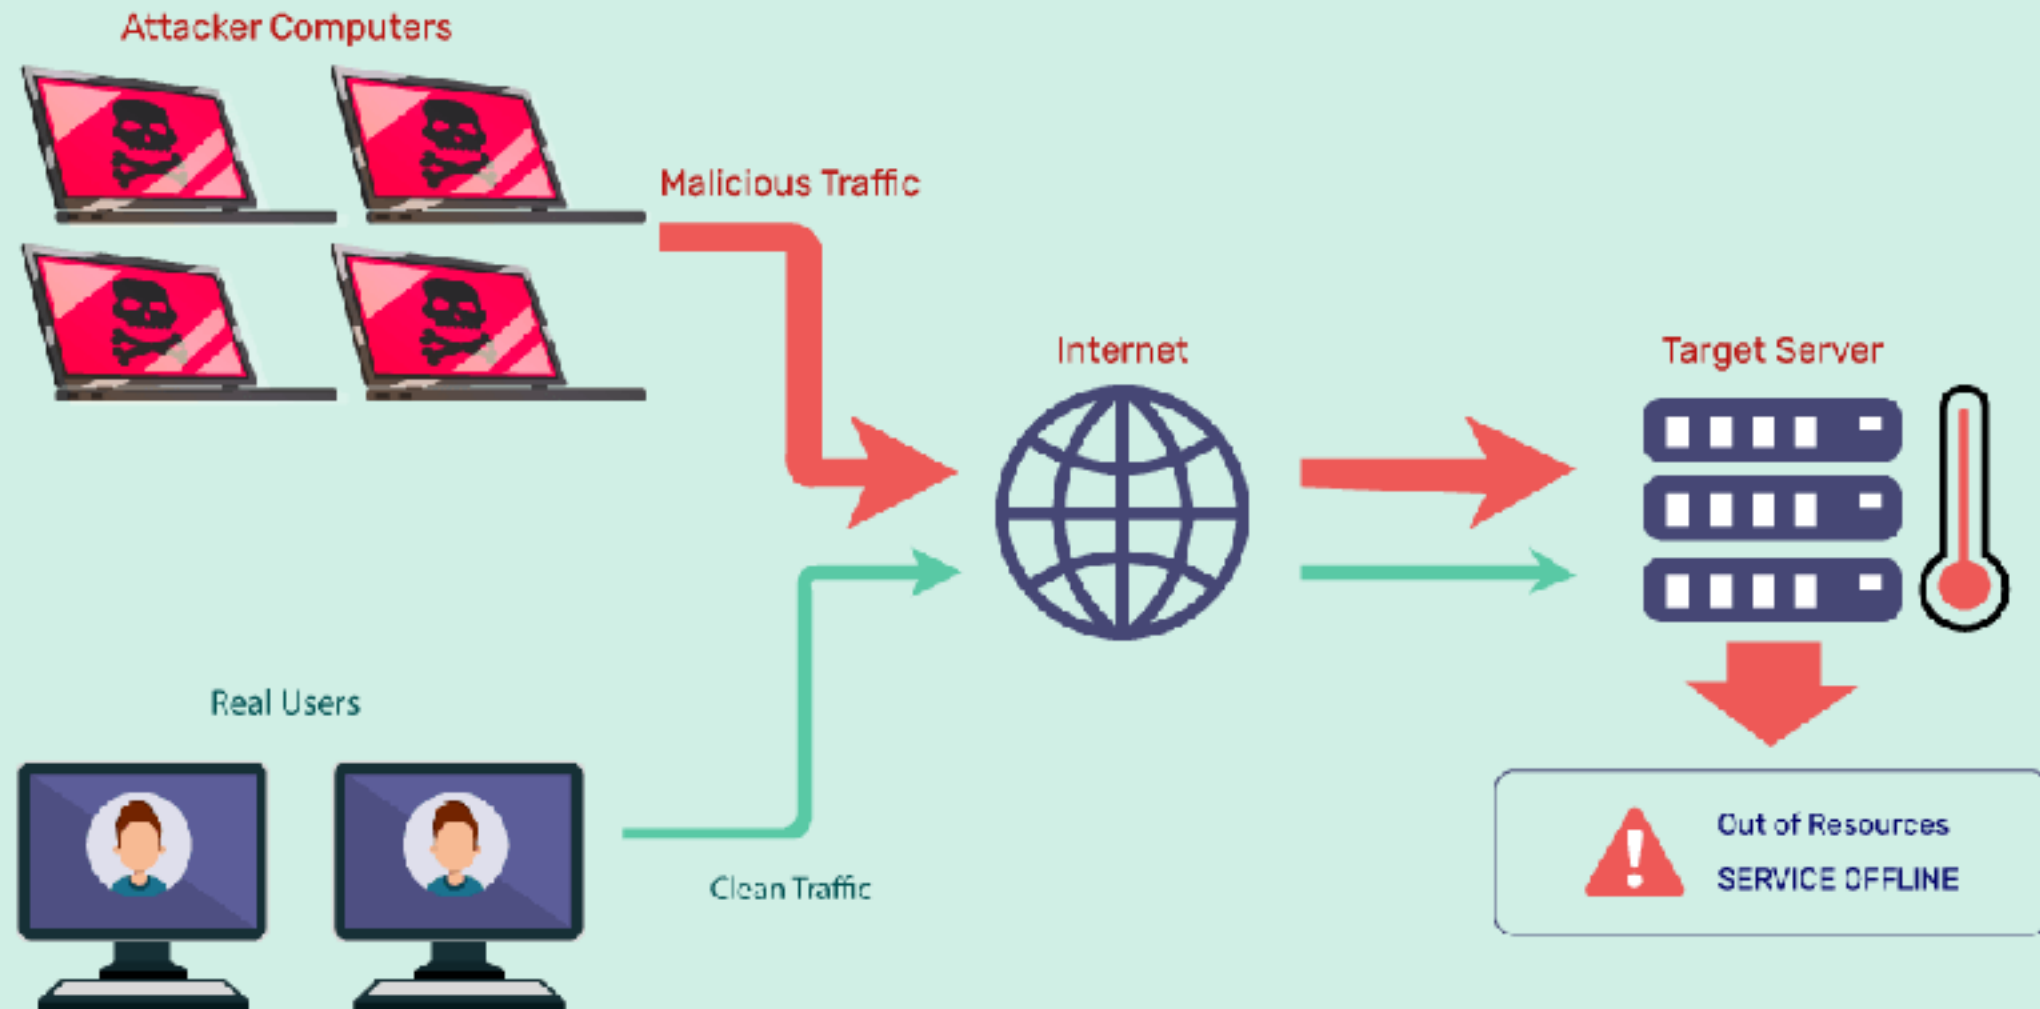 Attacker Computers
Malicious Traffic
Internet
Target Server
Real Users
Clean Traffic
Out of Resources
SERVICE OFFLINE